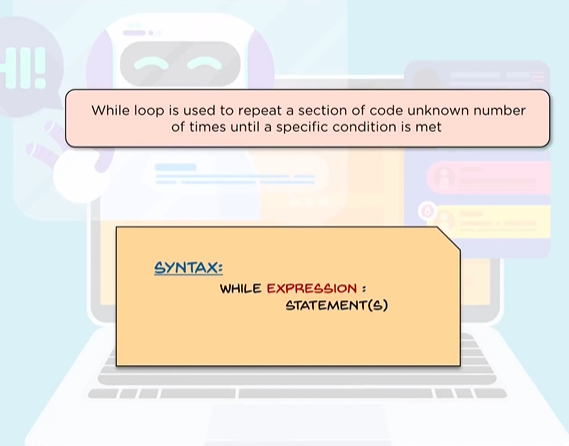 HI!
While loop is used to repeat a section of code unknown number
of times until a specific condition is met
SYNTAX:
WHILE EXPRESSION :
STATEMENT(S)